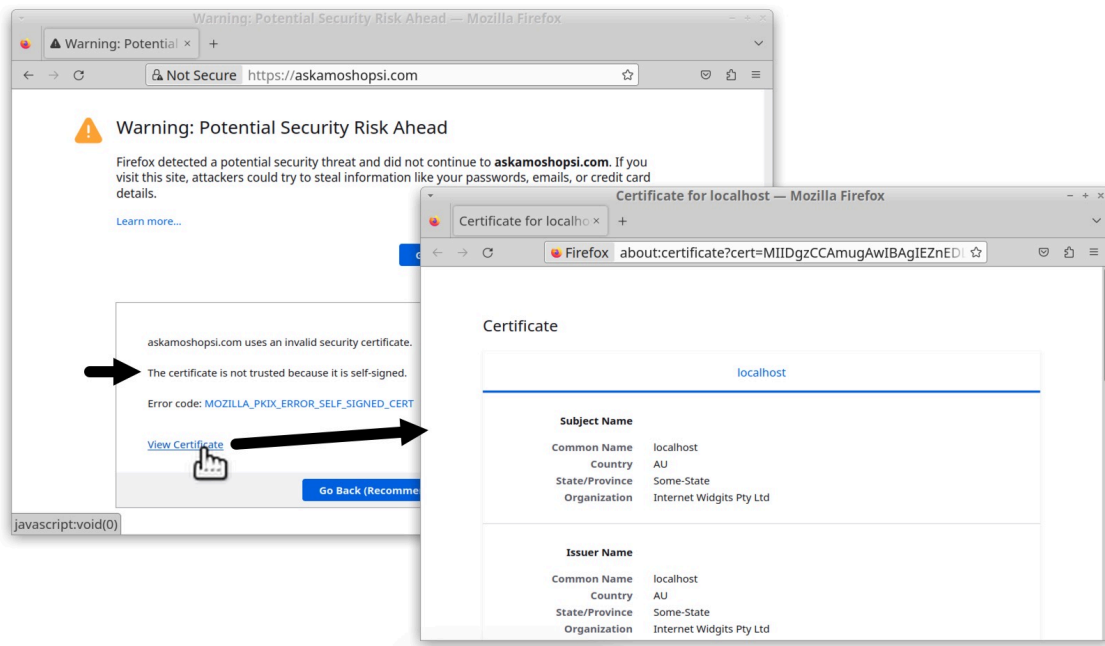 Warning: Potential Security Risk Ahead — Mozilla Firefox
Warning: Potential
Not Secure https://askamoshopsi.com
Warning: Potential Security Risk Ahead
Firefox detected a potential security threat and did not continue to askamoshopsi.com. If you
visit this site, attackers could try to steal information like your passwords, emails, or credit card
details.
Learn more...
G
askamoshopsi.com uses an invalid security certificate.
The certificate is not trusted because it is self-signed.
Error code: MOZILLA_PKIX_ERROR_SELF_SIGNED_CERT
View Certificate
Go Back (Recomme
javascript:void(0)
Certificate for localhost — Mozilla Firefox
Certificate for localho
Firefox about:certificate?cert=MIIDgzCCAmugAwIBAgIEZnEDI
Certificate
localhost
Subject Name
Common Name localhost
Country AU
State/Province Some-State
Organization Internet Widgits Pty Ltd
Issuer Name
Common Name localhost
Country AU
State/Province Some-State
Organization Internet Widgits Pty Ltd